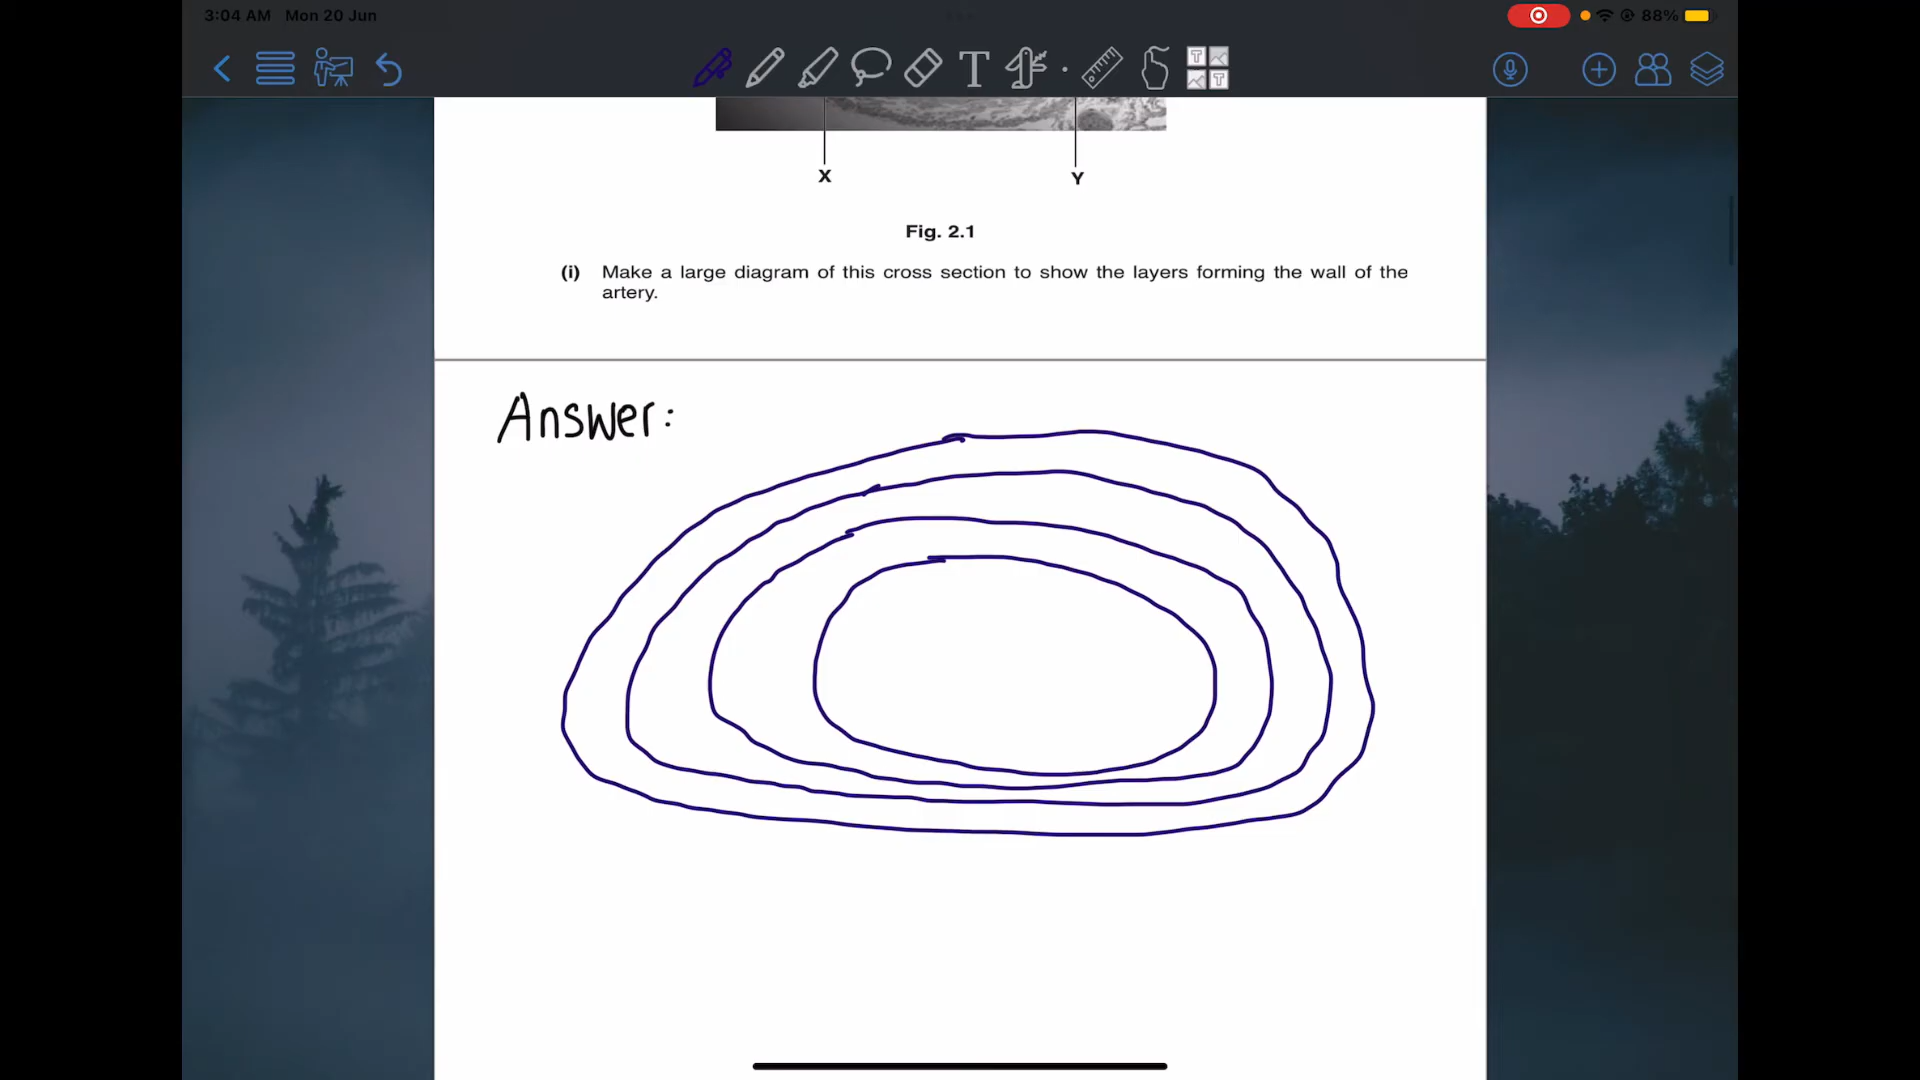 3:04 AM Mon 20 Jun
88%
X
Y
Fig. 2.1
(i) Make a large diagram of this cross section to show the layers forming the wall of the
artery.
Answer: